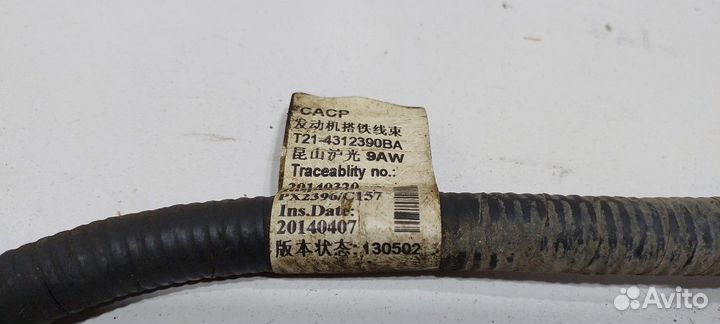 CACP
发动机搭铁线束
T21-4312390BA
昆山沪光 9AW
Traceablity no.:
20140320
PX2396/C157
Ins.Date:
20140407
版本状态: 130502
Avito